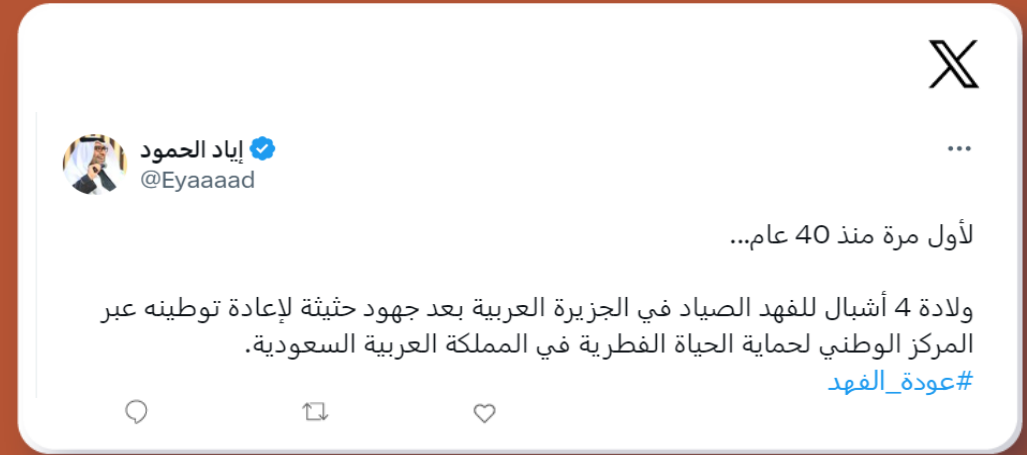 إياد الحمود
@Eyaaaad
لأول مرة منذ 40 عام...
ولادة 4 أشبال للفهد الصياد في الجزيرة العربية بعد جهود حثيثة لإعادة توطينه عبر
المركز الوطني لحماية الحياة الفطرية في المملكة العربية السعودية.
#عودة_الفهد